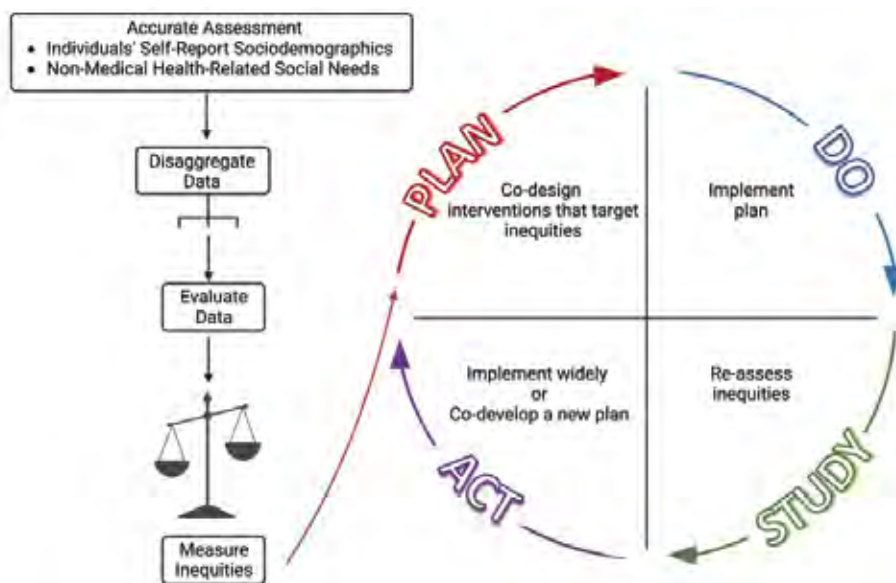 Accurate Assessment
• Individuals' Self-Report Sociodemographics
• Non-Medical Health-Related Social Needs
Disaggregate
Data
Evaluate
Data
Measure
Inequities
PLAN
Co-design
interventions that target
inequities
DO
Implement
plan
STUDY
Re-assess
inequities
ACT
Implement widely
or
Co-develop a new plan